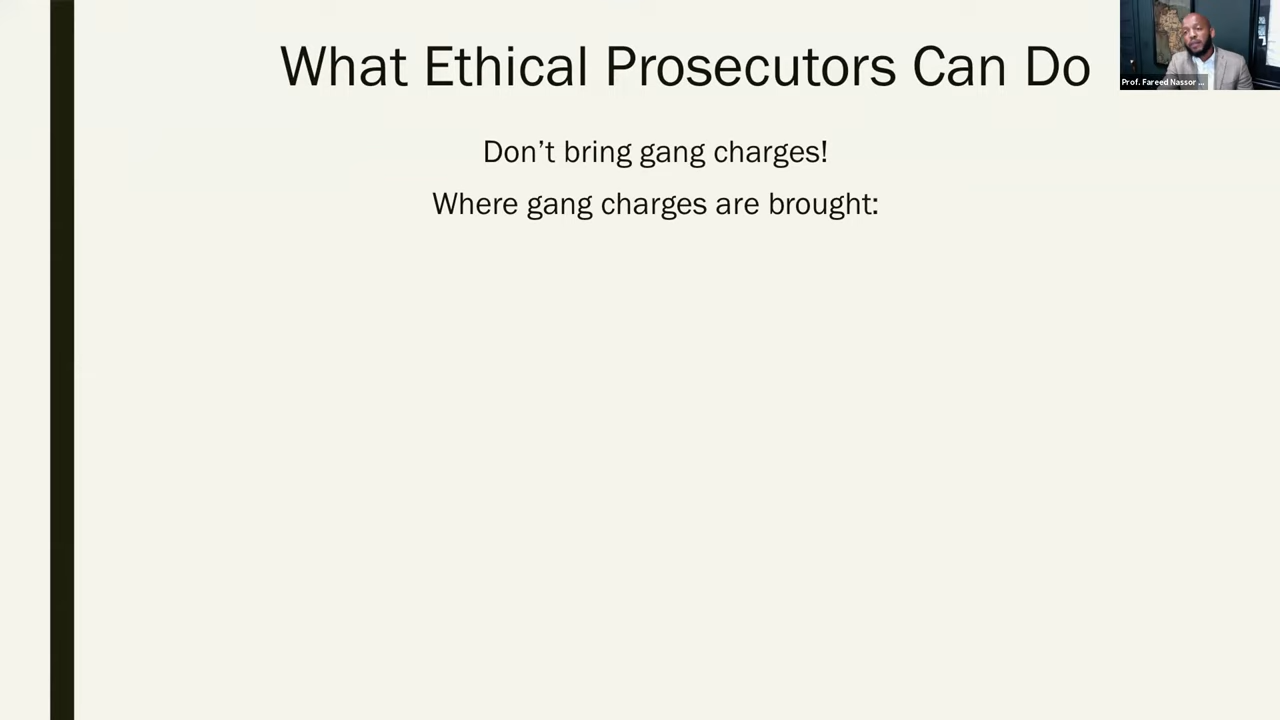 What Ethical Prosecutors Can Do
Prof. Fareed Nassor ...
Don’t bring gang charges!
Where gang charges are brought: